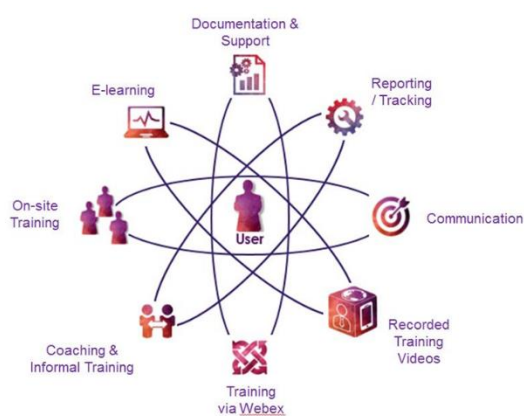 Documentation &
Support
E-learning
Reporting
/ Tracking
On-site
Training
User
Communication
Coaching &
Informal Training
Recorded
Training
Videos
Training
via Webex